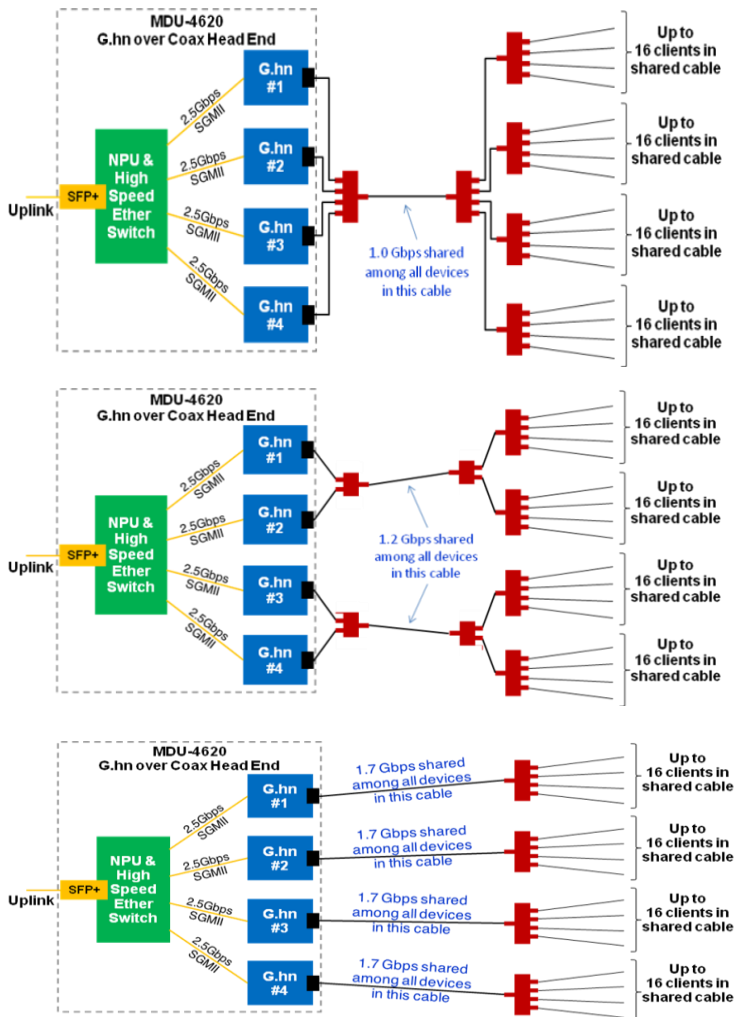 MDU-4620
G.hn over Coax Head End
G.hn
#1
2.5Gbps
SGMII
G.hn
#2
2.5Gbps
SGMII
NPU &
High
Speed
Ether
Switch
SFP+
Uplink
G.hn
#3
2.5Gbps
SGMII
G.hn
#4
2.5Gbps
SGMII
1.0 Gbps shared
among all devices
in this cable
Up to
16 clients in
shared cable
Up to
16 clients in
shared cable
Up to
16 clients in
shared cable
Up to
16 clients in
shared cable
MDU-4620
G.hn over Coax Head End
G.hn
#1
2.5Gbps
SGMII
G.hn
#2
2.5Gbps
SGMII
NPU &
High
Speed
Ether
Switch
SFP+
Uplink
G.hn
#3
2.5Gbps
SGMII
G.hn
#4
2.5Gbps
SGMII
1.2 Gbps shared
among all devices
in this cable
Up to
16 clients in
shared cable
Up to
16 clients in
shared cable
Up to
16 clients in
shared cable
Up to
16 clients in
shared cable
MDU-4620
G.hn over Coax Head End
G.hn
#1
2.5Gbps
SGMII
G.hn
#2
2.5Gbps
SGMII
NPU &
High
Speed
Ether
Switch
SFP+
Uplink
G.hn
#3
2.5Gbps
SGMII
G.hn
#4
2.5Gbps
SGMII
1.7 Gbps shared
among all devices
in this cable
1.7 Gbps shared
among all devices
in this cable
1.7 Gbps shared
among all devices
in this cable
1.7 Gbps shared
among all devices
in this cable
Up to
16 clients in
shared cable
Up to
16 clients in
shared cable
Up to
16 clients in
shared cable
Up to
16 clients in
shared cable